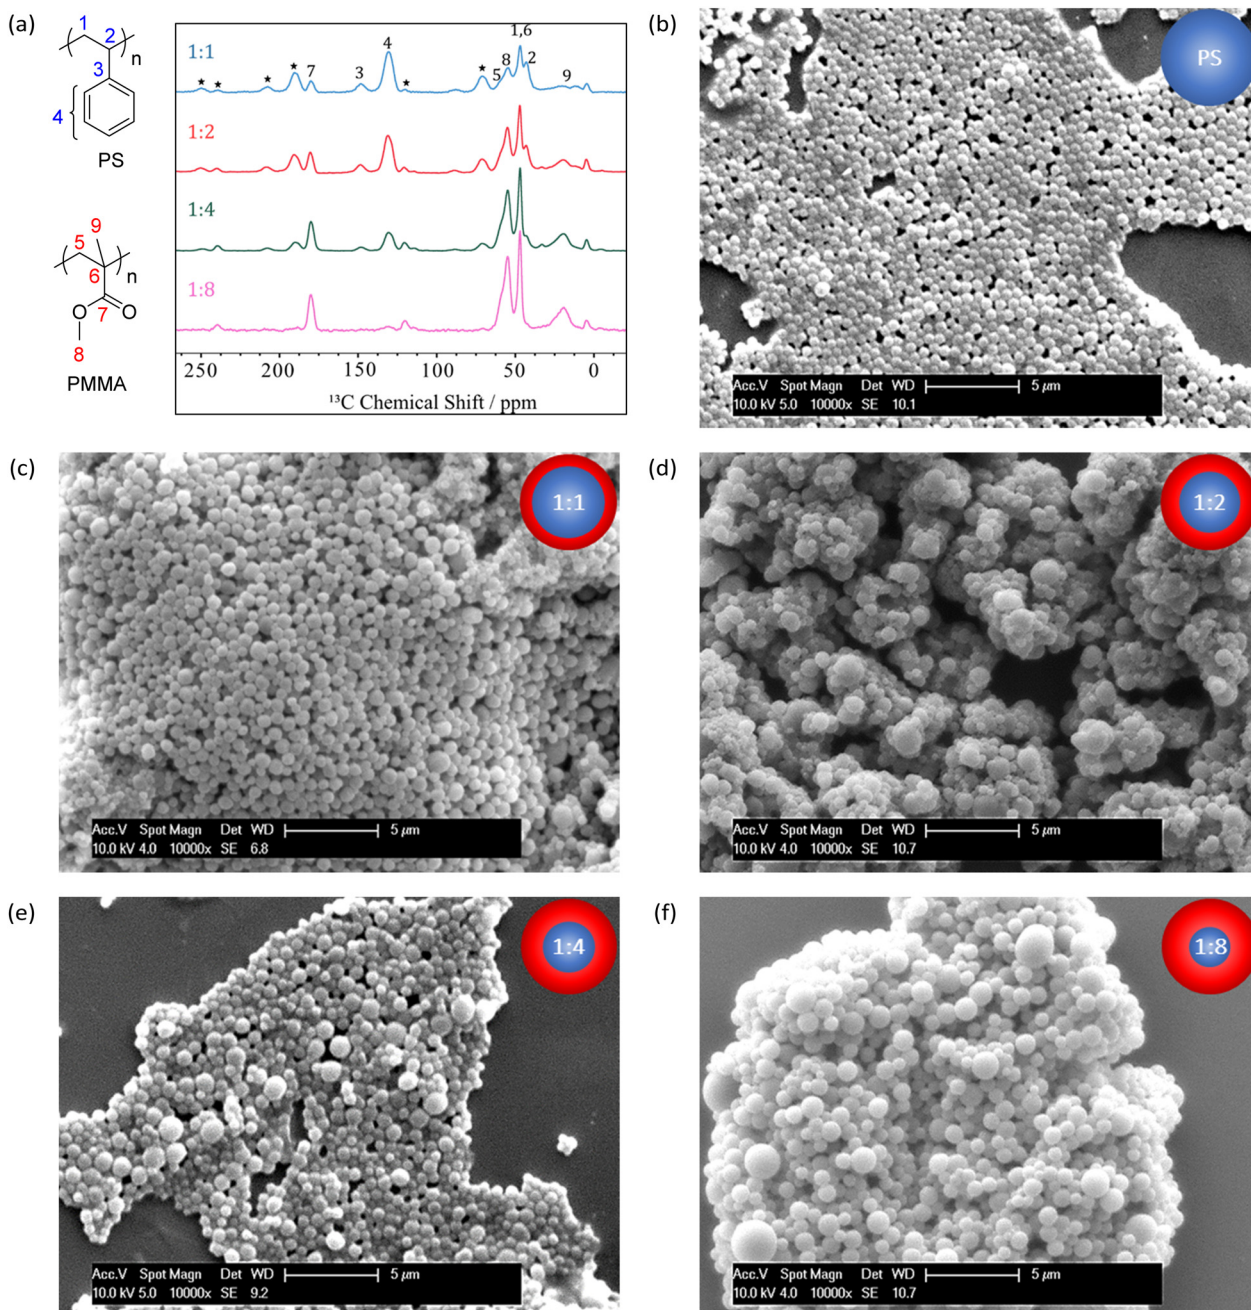 (a)
1
2
n
3
4
PS
9
5
6
n
7
O
O
8
PMMA
1:1
★ ★ ★ ★ 7 3 4 ★ ★ 5 8 1,6 2 9
1:2
1:4
1:8
250 200 150 100 50 0
¹³C Chemical Shift / ppm
(b)
PS
Acc.V Spot Magn Det WD 5 µm
10.0 kV 5.0 10000x SE 10.1
(c)
1:1
Acc.V Spot Magn Det WD 5 µm
10.0 kV 4.0 10000x SE 6.8
(d)
1:2
Acc.V Spot Magn Det WD 5 µm
10.0 kV 4.0 10000x SE 10.7
(e)
1:4
Acc.V Spot Magn Det WD 5 µm
10.0 kV 5.0 10000x SE 9.2
(f)
1:8
Acc.V Spot Magn Det WD 5 µm
10.0 kV 4.0 10000x SE 10.7